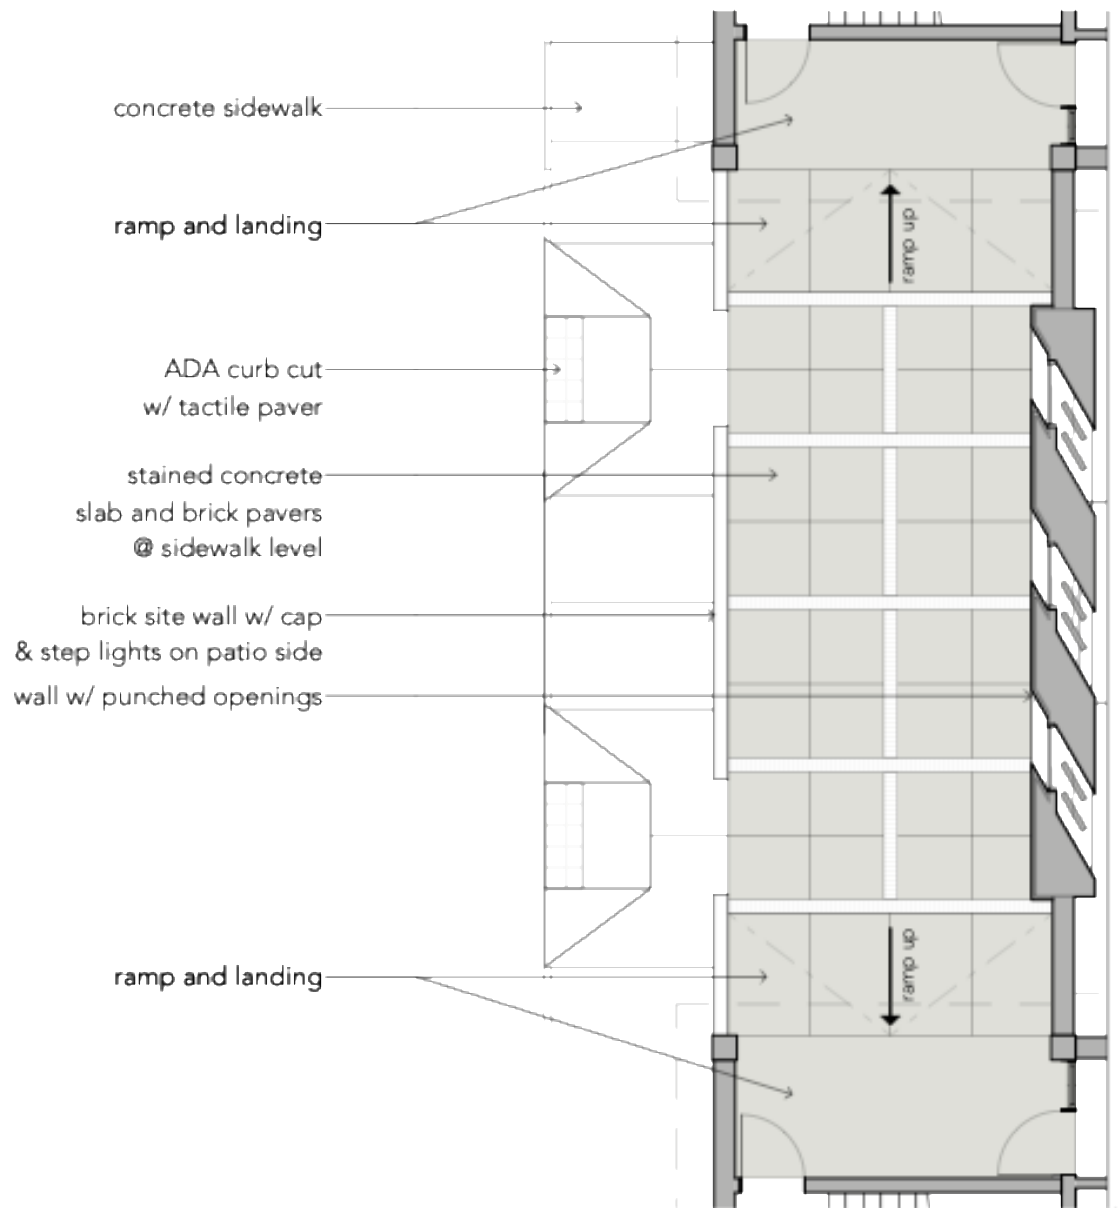 concrete sidewalk
ramp and landing
ramp up
ADA curb cut
w/ tactile paver
stained concrete
slab and brick pavers
@ sidewalk level
brick site wall w/ cap
& step lights on patio side
wall w/ punched openings
ramp and landing
ramp up